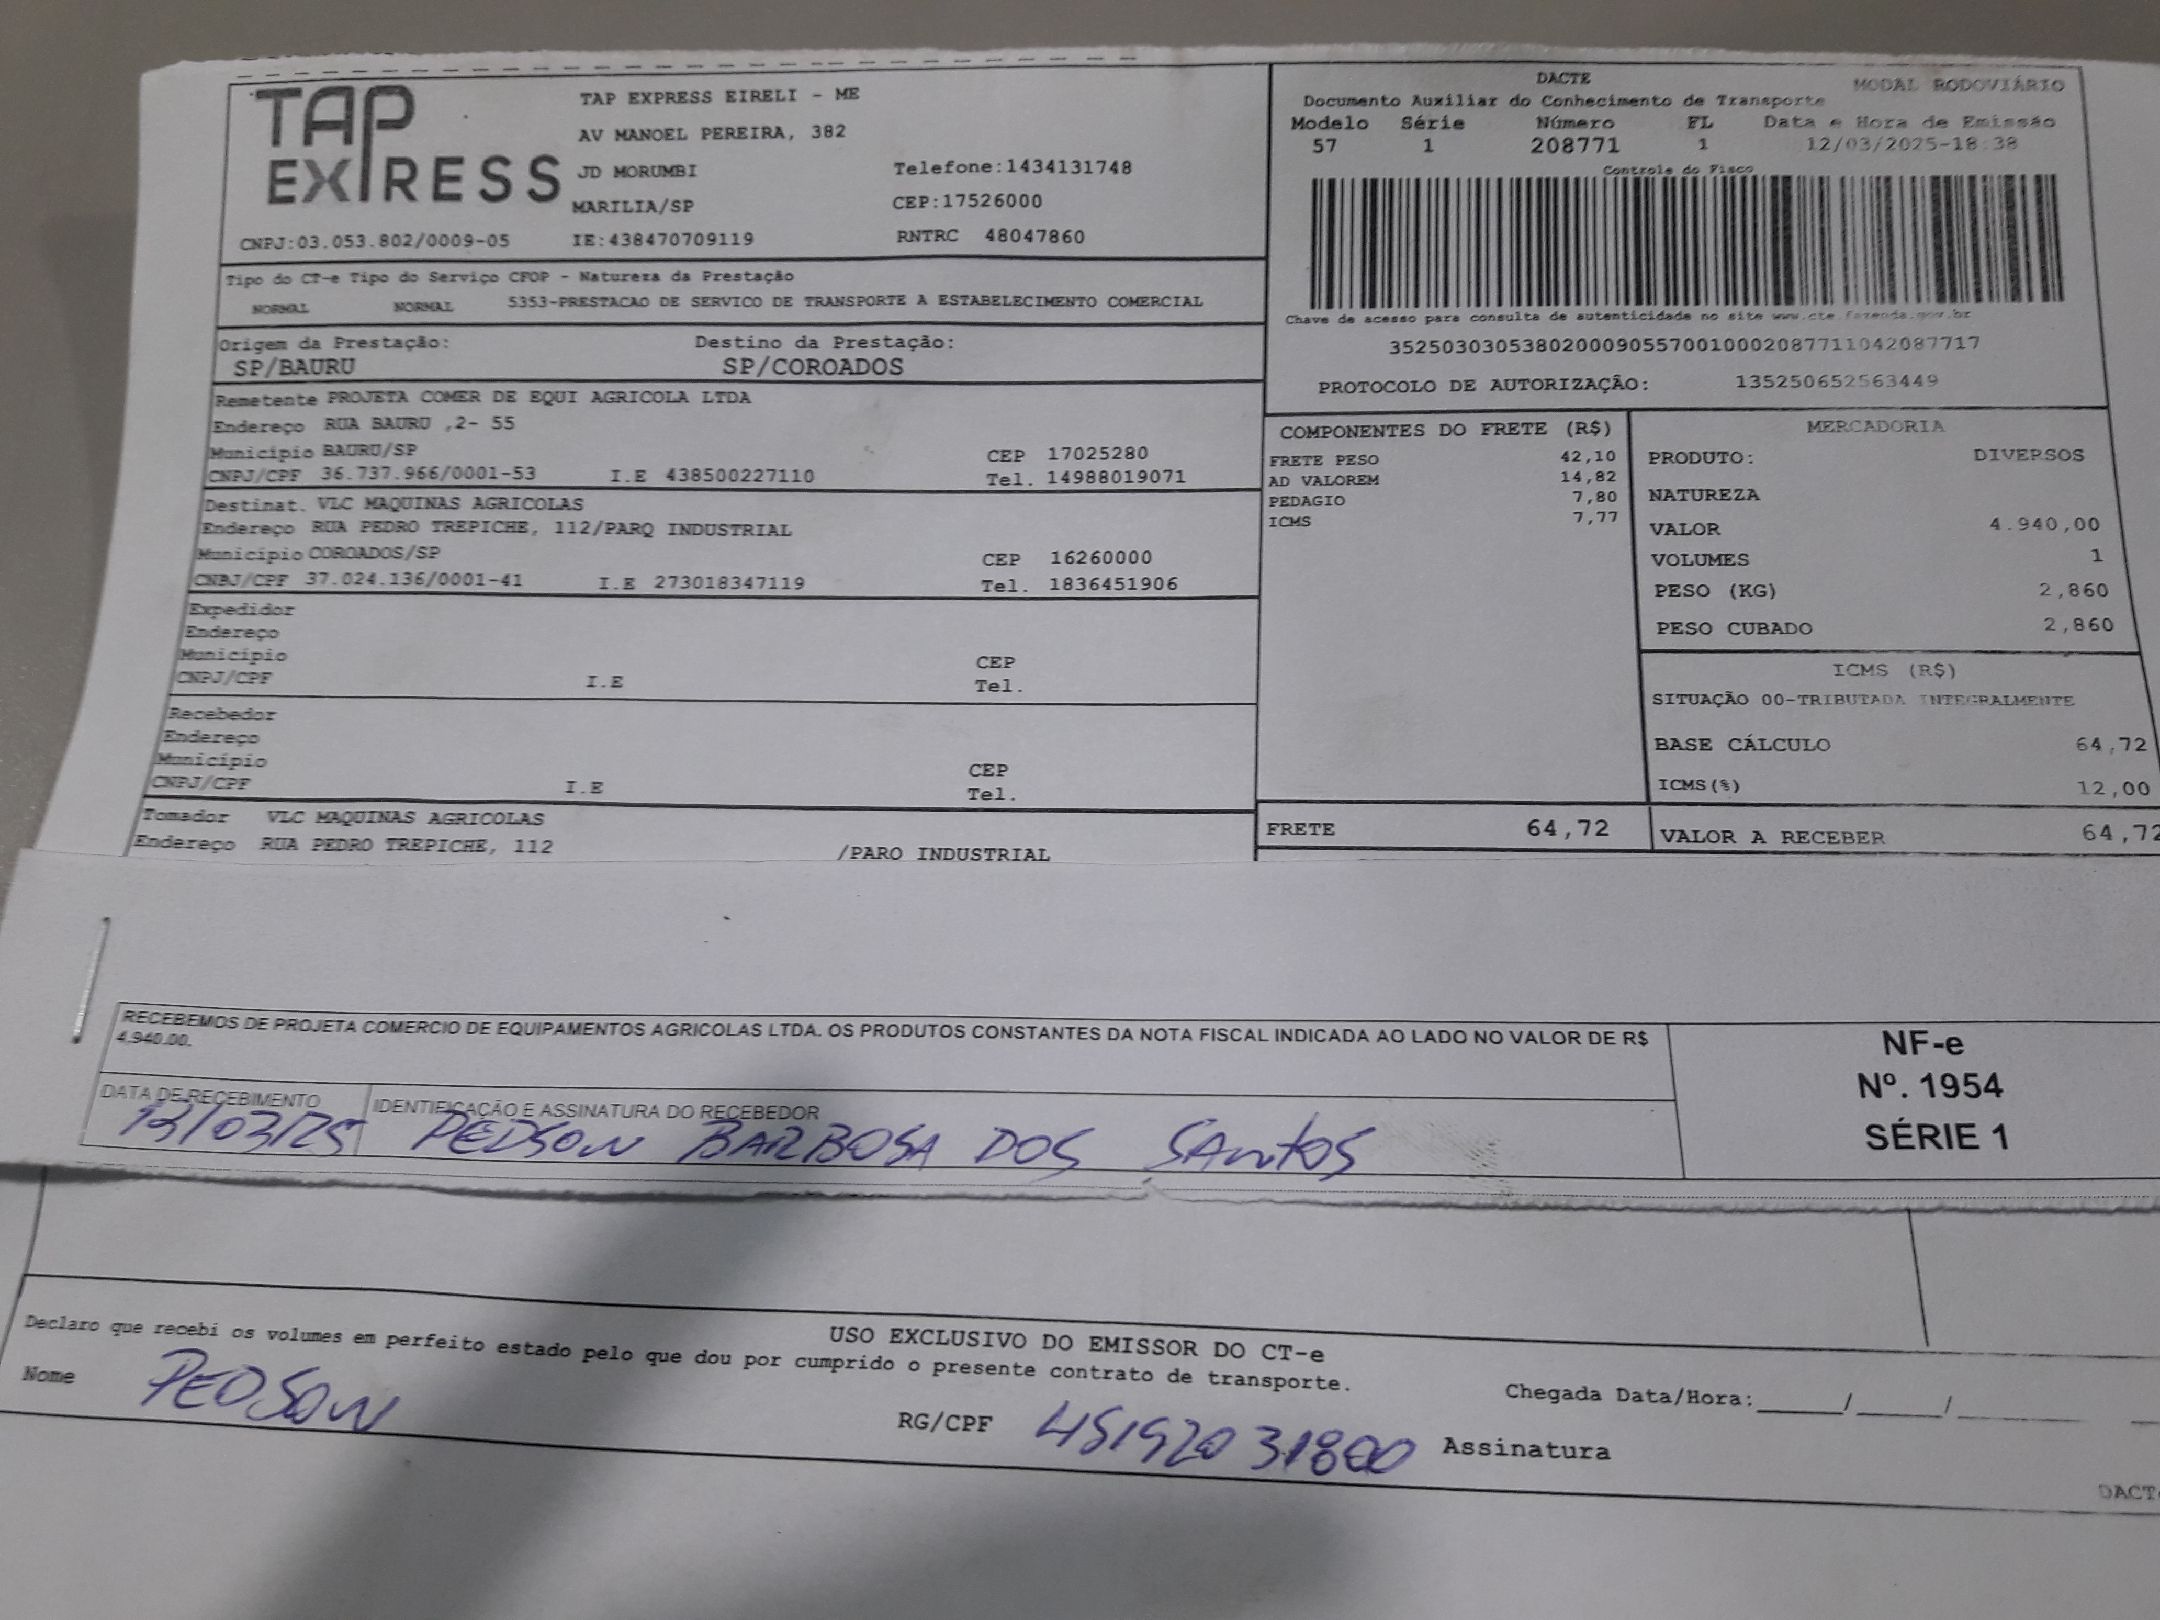 TAP EXPRESS
TAP EXPRESS EIRELI - ME
AV MANOEL PEREIRA, 382
JD MORUMBI Telefone:1434131748
MARILIA/SP CEP:17526000
CNPJ:03.053.802/0009-05 IE:438470709119 RNTRC 48047860
DACTE MODAL RODOVIÁRIO
Documento Auxiliar do Conhecimento de Transporte
Modelo Série Número FL Data e Hora de Emissão
57 1 208771 1 12/03/2025-18:38
Controle do Fisco
Chave de acesso para consulta de autenticidade no site www.cte.fazenda.gov.br
35250303053802000905570010002087711042087717
PROTOCOLO DE AUTORIZAÇÃO: 135250652563449
Tipo do CT-e Tipo do Serviço CFOP - Natureza da Prestação
NORMAL NORMAL 5353-PRESTACAO DE SERVICO DE TRANSPORTE A ESTABELECIMENTO COMERCIAL
Origem da Prestação: Destino da Prestação:
SP/BAURU SP/COROADOS
Remetente PROJETA COMER DE EQUI AGRICOLA LTDA
Endereço RUA BAURU ,2- 55
Município BAURU/SP CEP 17025280
CNPJ/CPF 36.737.966/0001-53 I.E 438500227110 Tel. 14988019071
Destinat. VLC MAQUINAS AGRICOLAS
Endereço RUA PEDRO TREPICHE, 112/PARQ INDUSTRIAL
Município COROADOS/SP CEP 16260000
CNPJ/CPF 37.024.136/0001-41 I.E 273018347119 Tel. 1836451906
Expedidor
Endereço
Município CEP
CNPJ/CPF I.E Tel.
Recebedor
Endereço
Município CEP
CNPJ/CPF I.E Tel.
Tomador VLC MAQUINAS AGRICOLAS
Endereço RUA PEDRO TREPICHE, 112 /PARQ INDUSTRIAL
COMPONENTES DO FRETE (R$)
FRETE PESO 42,10
AD VALOREM 14,82
PEDAGIO 7,80
ICMS 7,77
FRETE 64,72
MERCADORIA
PRODUTO: DIVERSOS
NATUREZA
VALOR 4.940,00
VOLUMES 1
PESO (KG) 2,860
PESO CUBADO 2,860
ICMS (R$)
SITUAÇÃO 00-TRIBUTADA INTEGRALMENTE
BASE CÁLCULO 64,72
ICMS(%) 12,00
VALOR A RECEBER 64,72
RECEBEMOS DE PROJETA COMERCIO DE EQUIPAMENTOS AGRICOLAS LTDA. OS PRODUTOS CONSTANTES DA NOTA FISCAL INDICADA AO LADO NO VALOR DE R$
4.940.00.
DATA DE RECEBIMENTO IDENTIFICAÇÃO E ASSINATURA DO RECEBEDOR
13/03/25 PEDSON BARBOSA DOS SANTOS
NF-e
Nº. 1954
SÉRIE 1
USO EXCLUSIVO DO EMISSOR DO CT-e
Declaro que recebi os volumes em perfeito estado pelo que dou por cumprido o presente contrato de transporte.
Nome PEDSON RG/CPF 45192031800 Assinatura
Chegada Data/Hora:_____/_____/_____